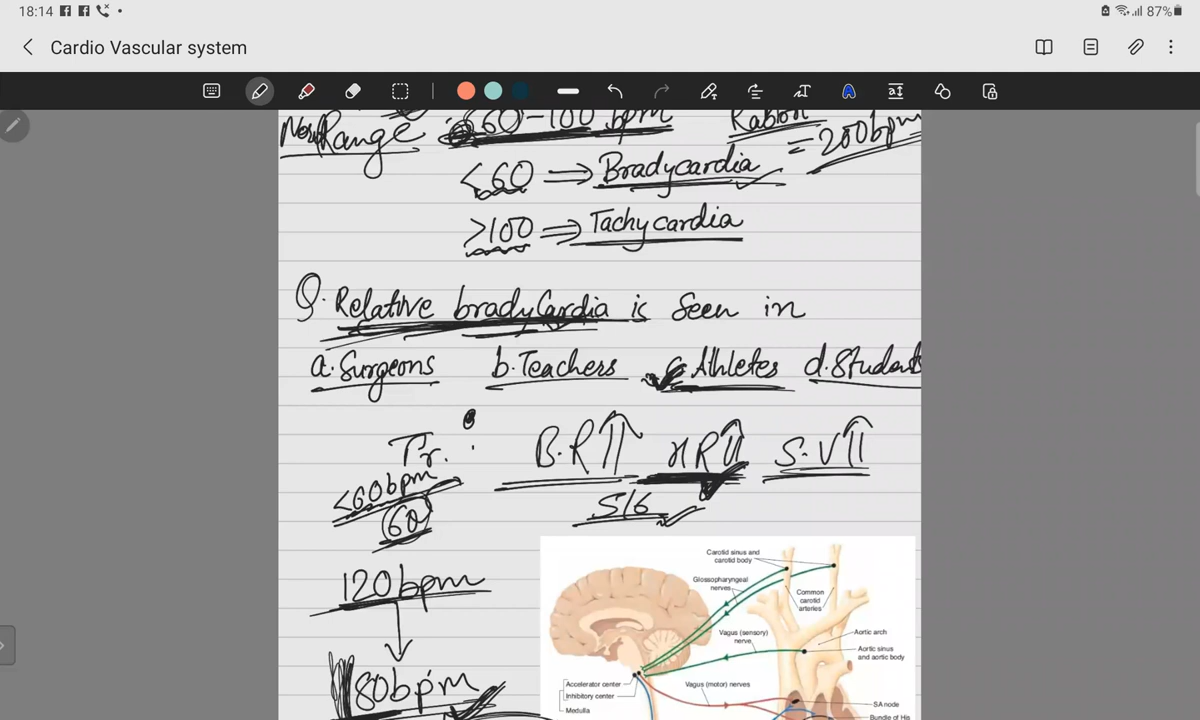 18:14 87%
Cardio Vascular system
Range 60-100 bpm
= 200bpm
<60 ⇒ Bradycardia
>100 ⇒ Tachycardia
Q. Relative bradycardia is seen in
a. Surgeons b. Teachers c. Athletes d. Students
Tr. : B.R⇑ HR⇑ S.V⇑
<60bpm
60
120bpm
↓
80bpm
Carotid sinus and
carotid body
Glossopharyngeal
nerves
Common
carotid
arteries
Vagus (sensory)
nerve
Aortic arch
Aortic sinus
and aortic body
Accelerator center
Inhibitory center
Medulla
Vagus (motor) nerves
SA node
Bundle of His